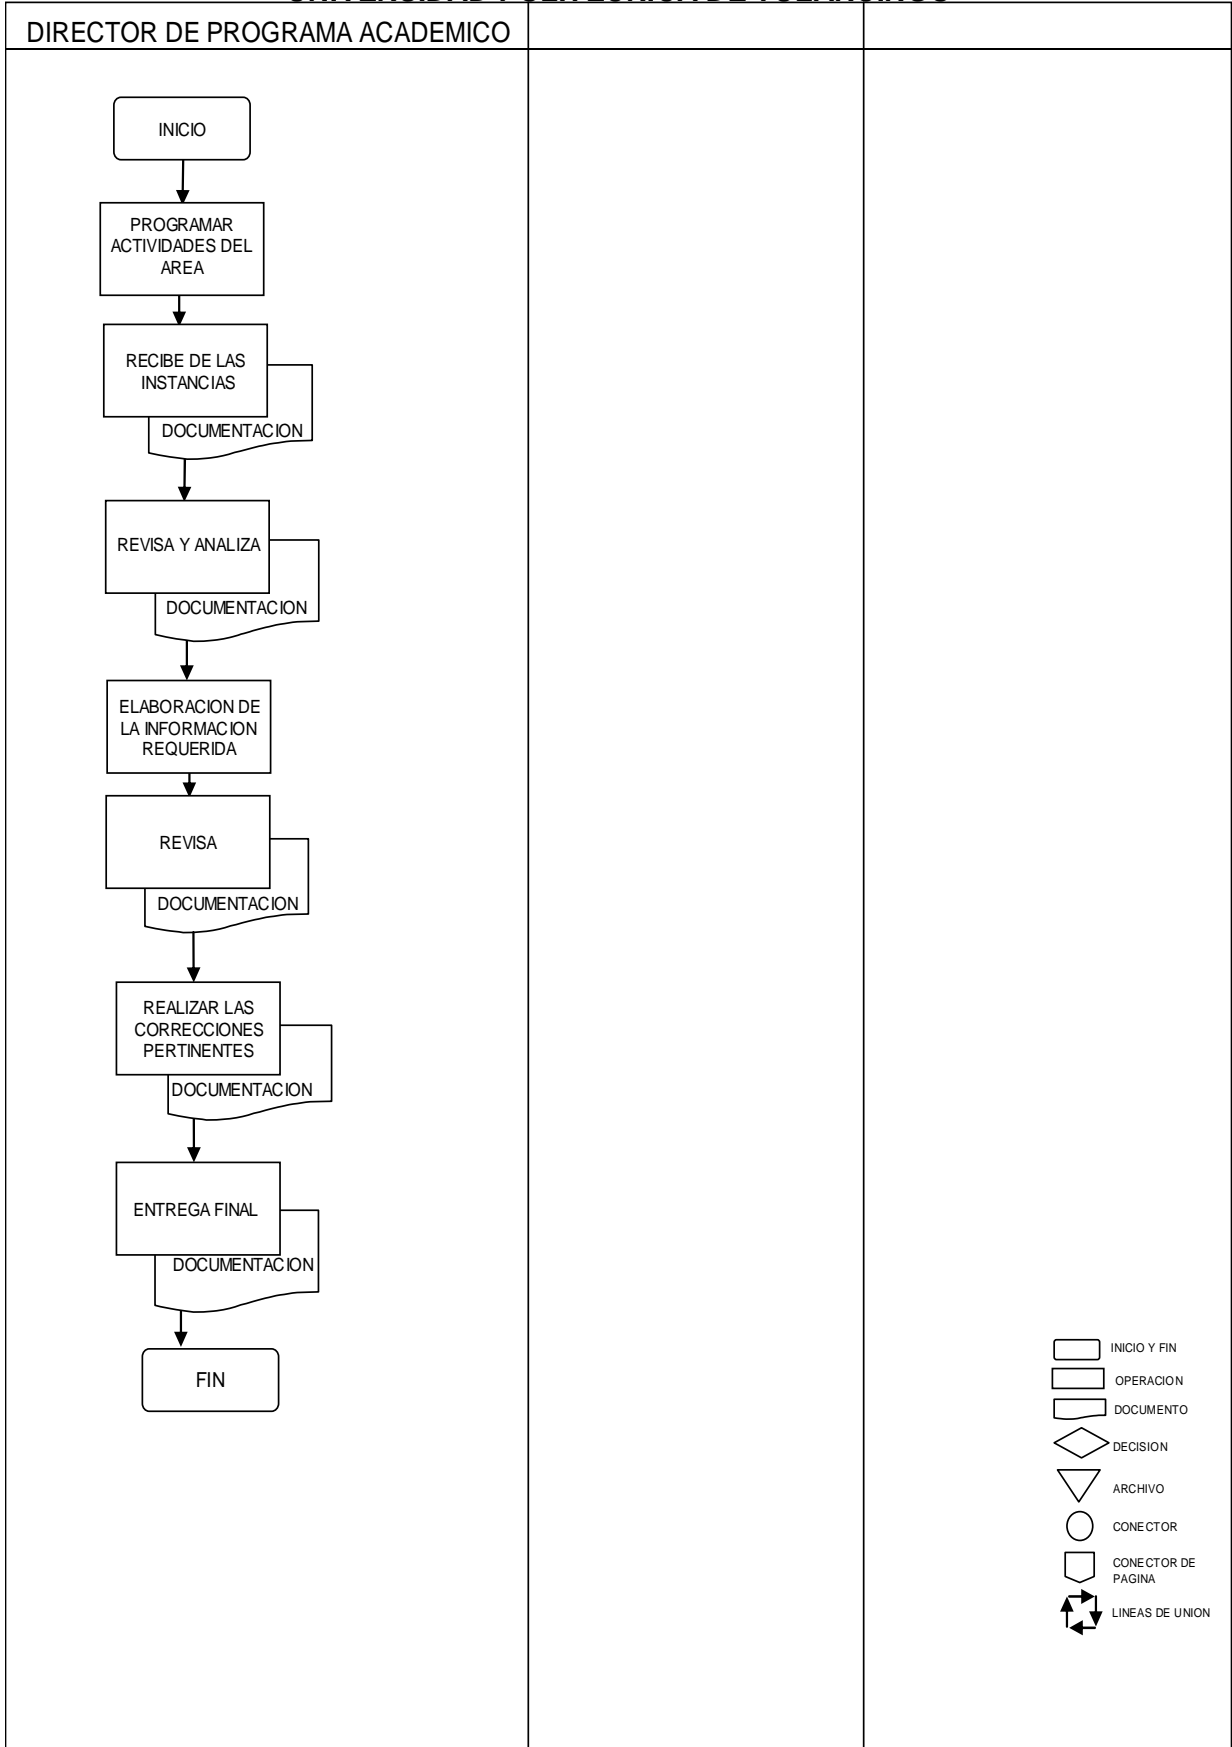 DIRECTOR DE PROGRAMA ACADEMICO
INICIO
PROGRAMAR
ACTIVIDADES DEL
AREA
RECIBE DE LAS
INSTANCIAS
DOCUMENTACION
REVISA Y ANALIZA
DOCUMENTACION
ELABORACION DE
LA INFORMACION
REQUERIDA
REVISA
DOCUMENTACION
REALIZAR LAS
CORRECCIONES
PERTINENTES
DOCUMENTACION
ENTREGA FINAL
DOCUMENTACION
FIN
INICIO Y FIN
OPERACION
DOCUMENTO
DECISION
ARCHIVO
CONECTOR
CONECTOR DE
PAGINA
LINEAS DE UNION